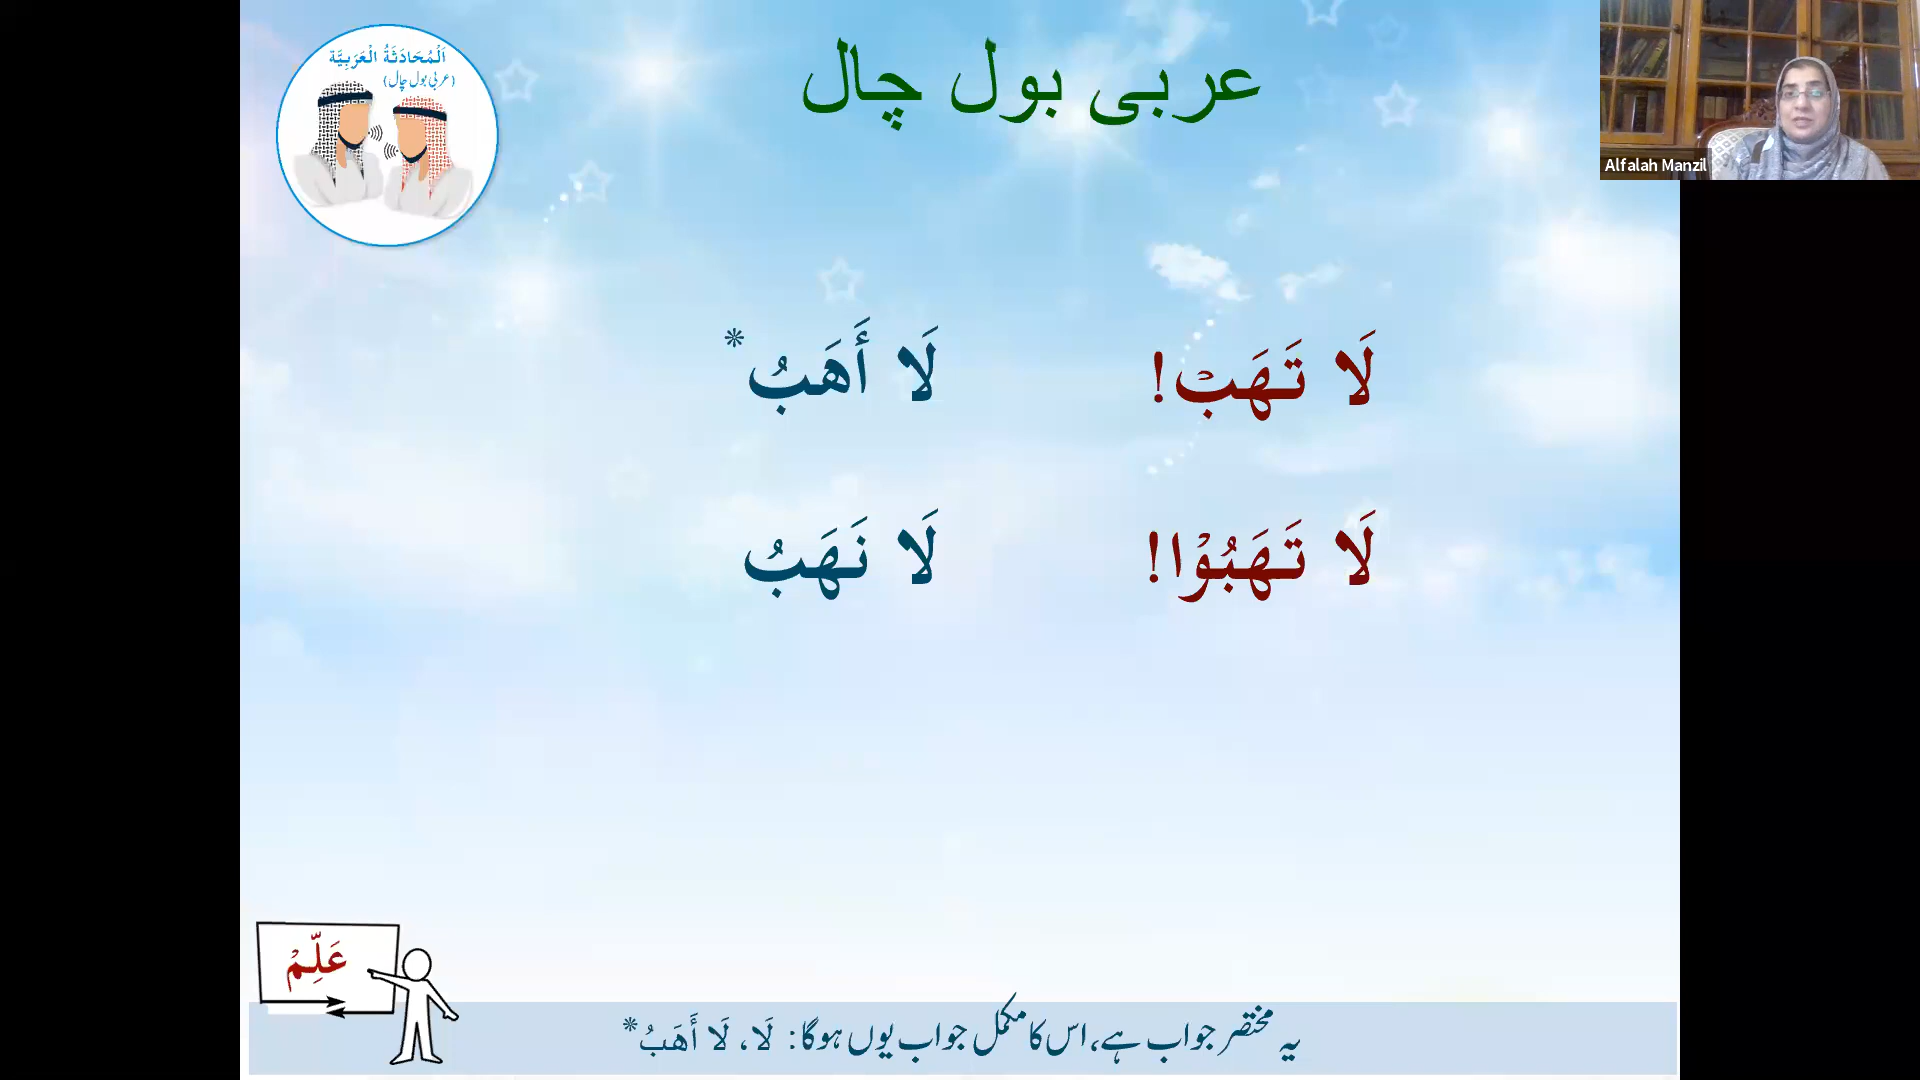 اَلْمُحَادَثَةُ الْعَرَبِيَّة
(عربی بول چال)
عربی بول چال
Alfalah Manzil
لَا تَهَبْ! لَا أَهَبُ*
لَا تَهَبُوْا! لَا نَهَبُ
عَلِّمْ
یہ مختصر جواب ہے، اس کا مکمل جواب یوں ہوگا: لَا، لَا أَهَبُ*